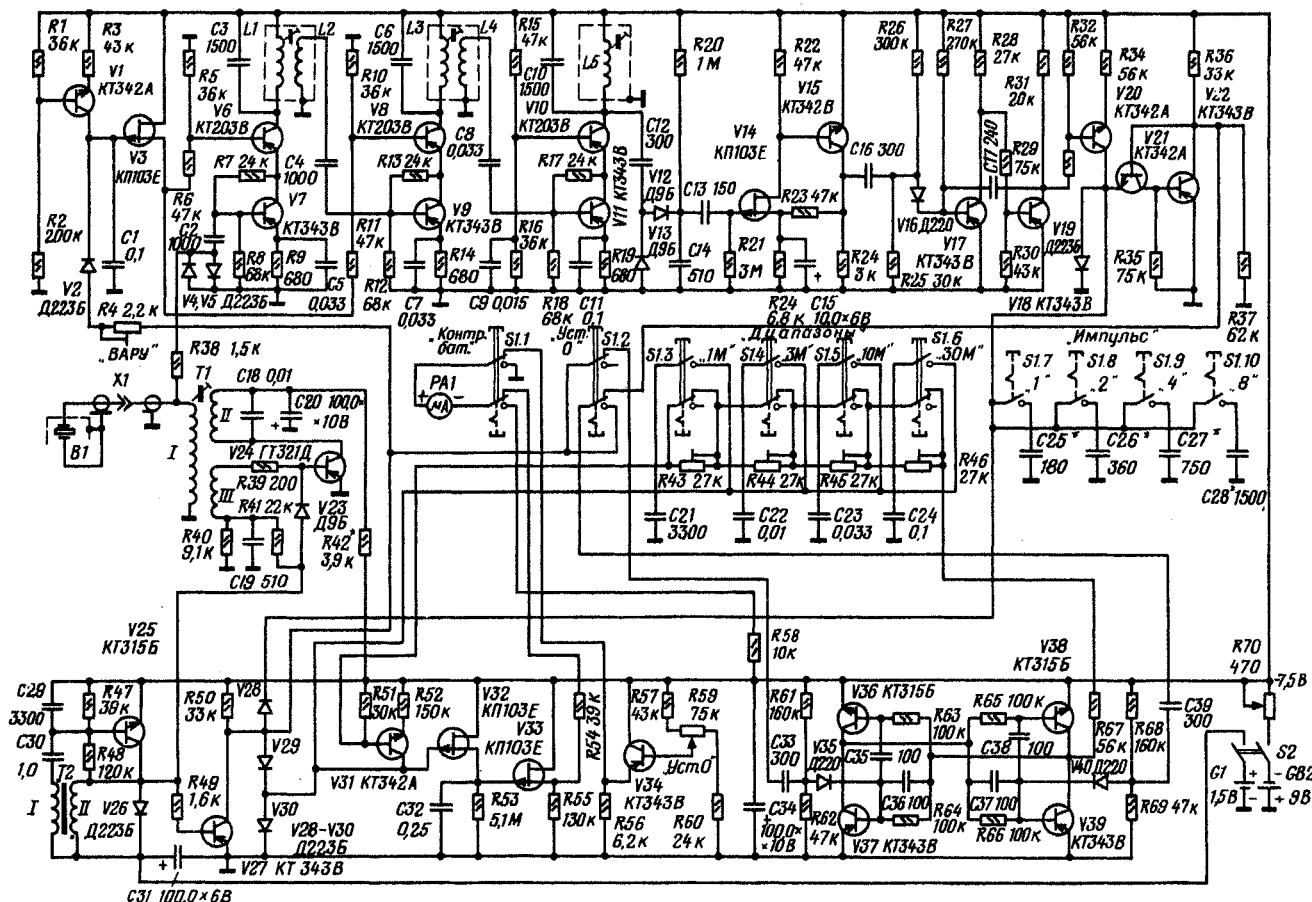 R1
36к
R3
43к
V1
КТ342А
V3
КП103Е
R2
200к
V2
Д223Б
C1
0,1
R4 2,2к
„ВАРУ"
C3
1500
L1
L2
R5
36к
V6
КТ203В
R7 24к
C4
1000
R6
47к
C2
1000
V7
КТ343В
R8
68к
R9
680
V4,V5 Д223Б
C5
0,033
C6
1500
L3
L4
R10
36к
V8
КТ203В
C8
0,033
R13 24к
V9
КТ343В
R11
47к
R12
68к
R14
680
C7
0,033
R15
47к
C10
1500
L5
V10
КТ203В
R17 24к
V11 КТ343В
R16
36к
C9 0,015
R18
68к
C11
0,1
R19
680
C12
300
V12
Д9Б
V13
Д9Б
R20
1М
C13 150
C14
510
V14
КП103Е
R21
3М
R22
47к
V15
КТ342В
R23 47к
C16 300
R24
6,8к
C15
10,0×6В
R24
3к
R25 30к
R26
300к
R27
270к
R28
27к
V16 Д220
C17 240
R29
75к
V17
КТ343В
R30
43к
R31
20к
V18 КТ343В
V19
Д223Б
R32
56к
R34
56к
V20
КТ342А
V21
КТ342А
R35
75к
R36
33к
V22
КТ343В
R37
62к
R38 1,5к
X1
B1
T1
I
II
III
C18 0,01
C20 100,0×
×10В
V24 ГТ321Д
R39 200
R41 22к
V23
Д9Б
R40
9,1к
C19 510
R42*
3,9к
„Контр.
бат."
S1.1
PA1
мА
„Уст.
0"
S1.2
„Диапазоны"
S1.3
„1М"
S1.4
„3М"
S1.5
„10М"
S1.6
„30М"
R43 27к
R44 27к
R45 27к
R46
27к
C21
3300
C22
0,01
C23
0,033
C24
0,1
„Импульс"
S1.7
„1"
S1.8
„2"
S1.9
„4"
S1.10
„8"
C25*
180
C26*
360
C27*
750
C28*1500
V25
КТ315Б
C29
3300
C30
1,0
T2
I
II
R47
39к
R48
120к
V26
Д223Б
R49
1,6к
C31 100,0×6В
R50
33к
V27 КТ343В
V28
V29
V30
V28-V30
Д223Б
R51
30к
R52
150к
V31 КТ342А
V32
КП103Е
V33
КП103Е
C32
0,25
R53
5,1М
R54 39к
R55
130к
R57
43к
R59
75к
„Уст.0"
V34
КТ343В
R56
6,2к
R60
24к
R58
10к
C34
100,0×
×10В
R61
160к
C33
300
V35
Д220
R62
47к
V36 КТ315Б
C35
100
R63
100к
C36 100
R64
100к
V37 КТ343В
R65 100к
C38
100
C37 100
R66 100к
V38
КТ315Б
V39
КТ343В
R67
56к
V40 Д220
R68
160к
R69 47к
C39
300
R70
470
-7,5В
S2
G1
1,5В
GB2
9В